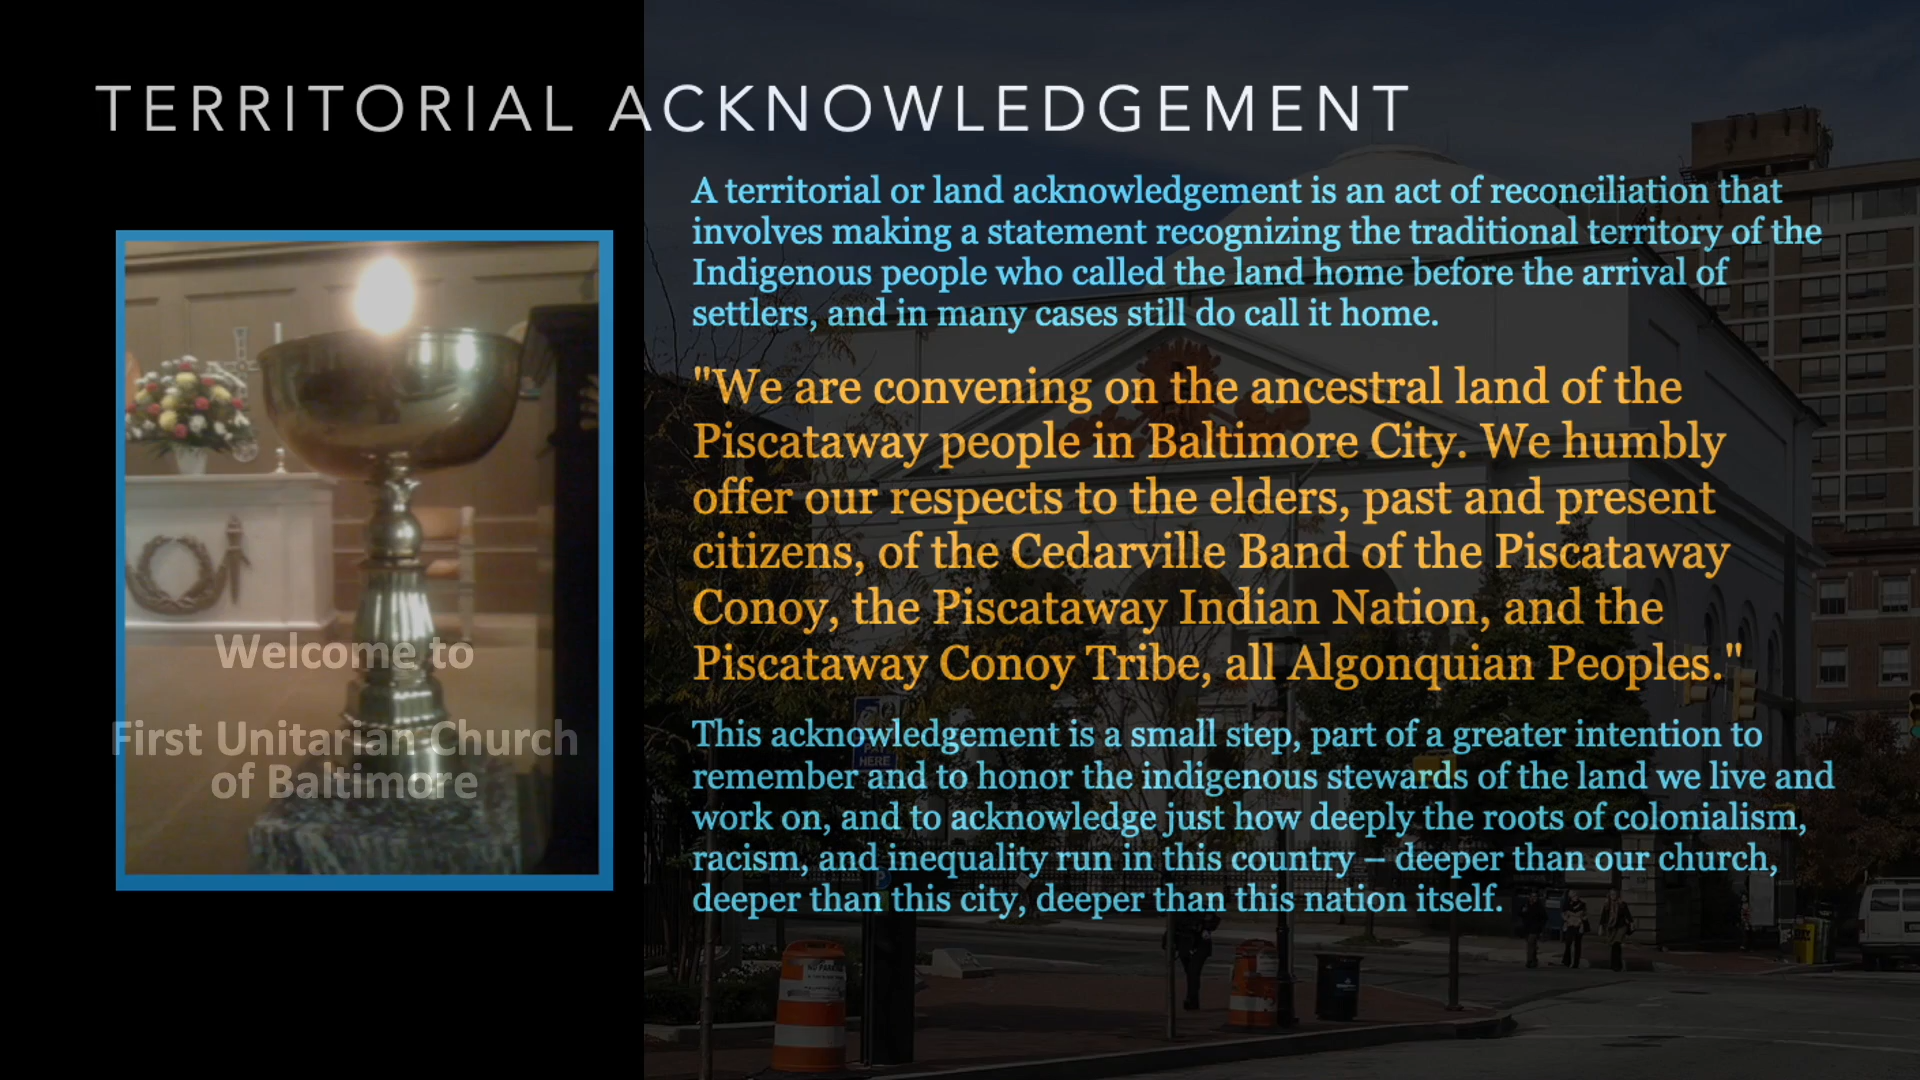 TERRITORIAL ACKNOWLEDGEMENT
A territorial or land acknowledgement is an act of reconciliation that
involves making a statement recognizing the traditional territory of the
Indigenous people who called the land home before the arrival of
settlers, and in many cases still do call it home.
"We are convening on the ancestral land of the
Piscataway people in Baltimore City. We humbly
offer our respects to the elders, past and present
citizens, of the Cedarville Band of the Piscataway
Conoy, the Piscataway Indian Nation, and the
Piscataway Conoy Tribe, all Algonquian Peoples."
This acknowledgement is a small step, part of a greater intention to
remember and to honor the indigenous stewards of the land we live and
work on, and to acknowledge just how deeply the roots of colonialism,
racism, and inequality run in this country – deeper than our church,
deeper than this city, deeper than this nation itself.
Welcome to
First Unitarian Church
of Baltimore
HERE
NO PARKING